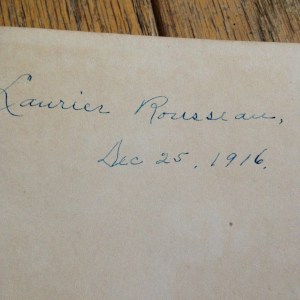 Laurier Rousseau,
Dec 25, 1916.